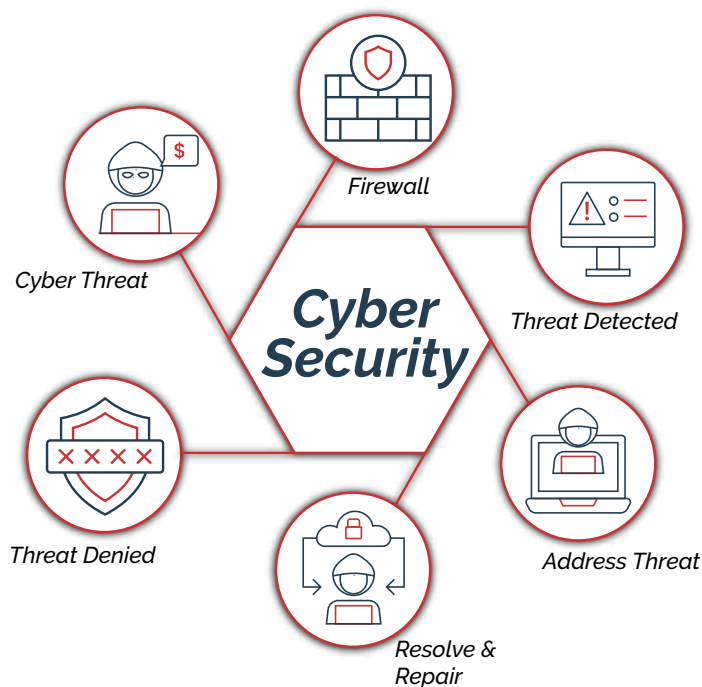 $
Firewall
Cyber Threat
!
Threat Detected
Cyber
Security
X X X X
Threat Denied
Address Threat
Resolve &
Repair